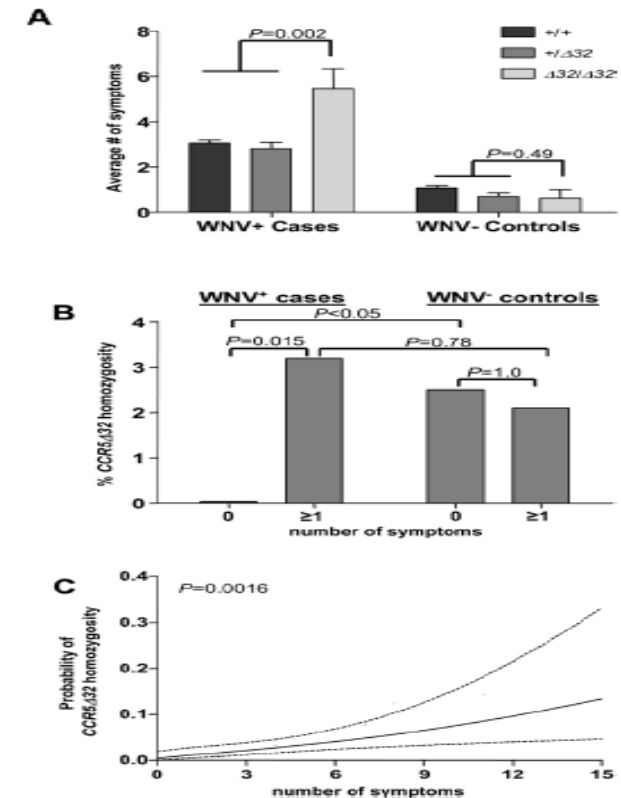 A
P=0.002
+/+
+/Δ32
Δ32/Δ32
8
6
4
2
0
Average # of symptoms
P=0.49
WNV+ Cases
WNV- Controls
B
WNV+ cases
WNV- controls
P<0.05
P=0.015
P=0.78
P=1.0
4
3
2
1
0
% CCR5Δ32 homozygosity
0
≥1
0
≥1
number of symptoms
C
P=0.0016
0.4
0.3
0.2
0.1
0.0
Probability of
CCR5Δ32 homozygosity
0
3
6
9
12
15
number of symptoms